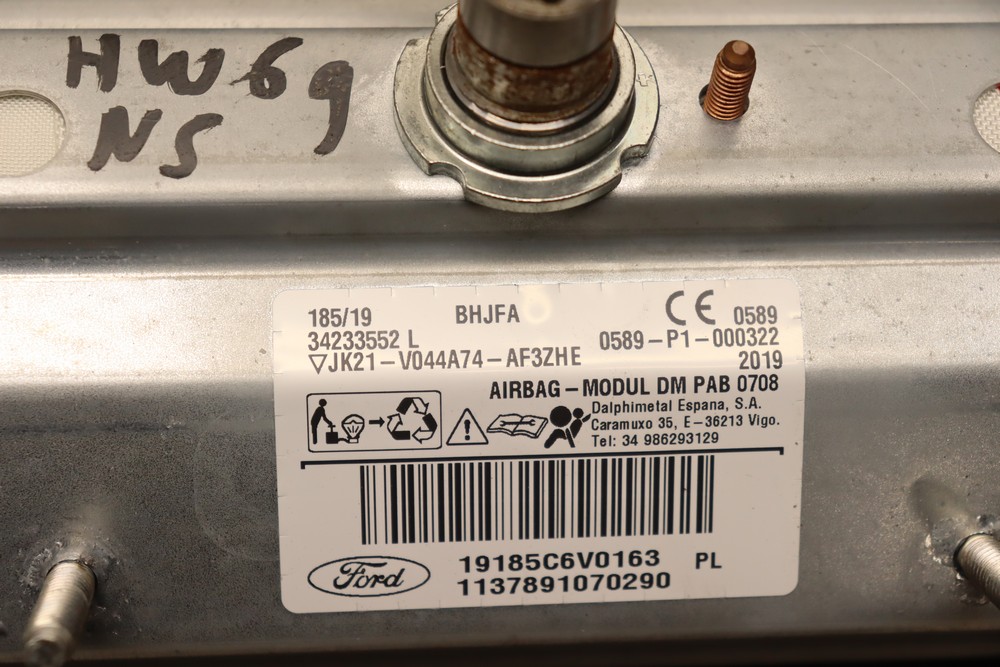 HW69
NS
185/19 BHJFA CE 0589
34233552 L 0589-P1-000322
▽JK21-V044A74-AF3ZHE 2019
AIRBAG-MODUL DM PAB 0708
Dalphimetal Espana, S.A.
Caramuxo 35, E-36213 Vigo.
Tel: 34 986293129
Ford 19185C6V0163 PL
1137891070290